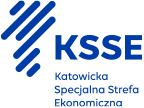 KSSE
Katowicka
Specjalna Strefa
Ekonomiczna